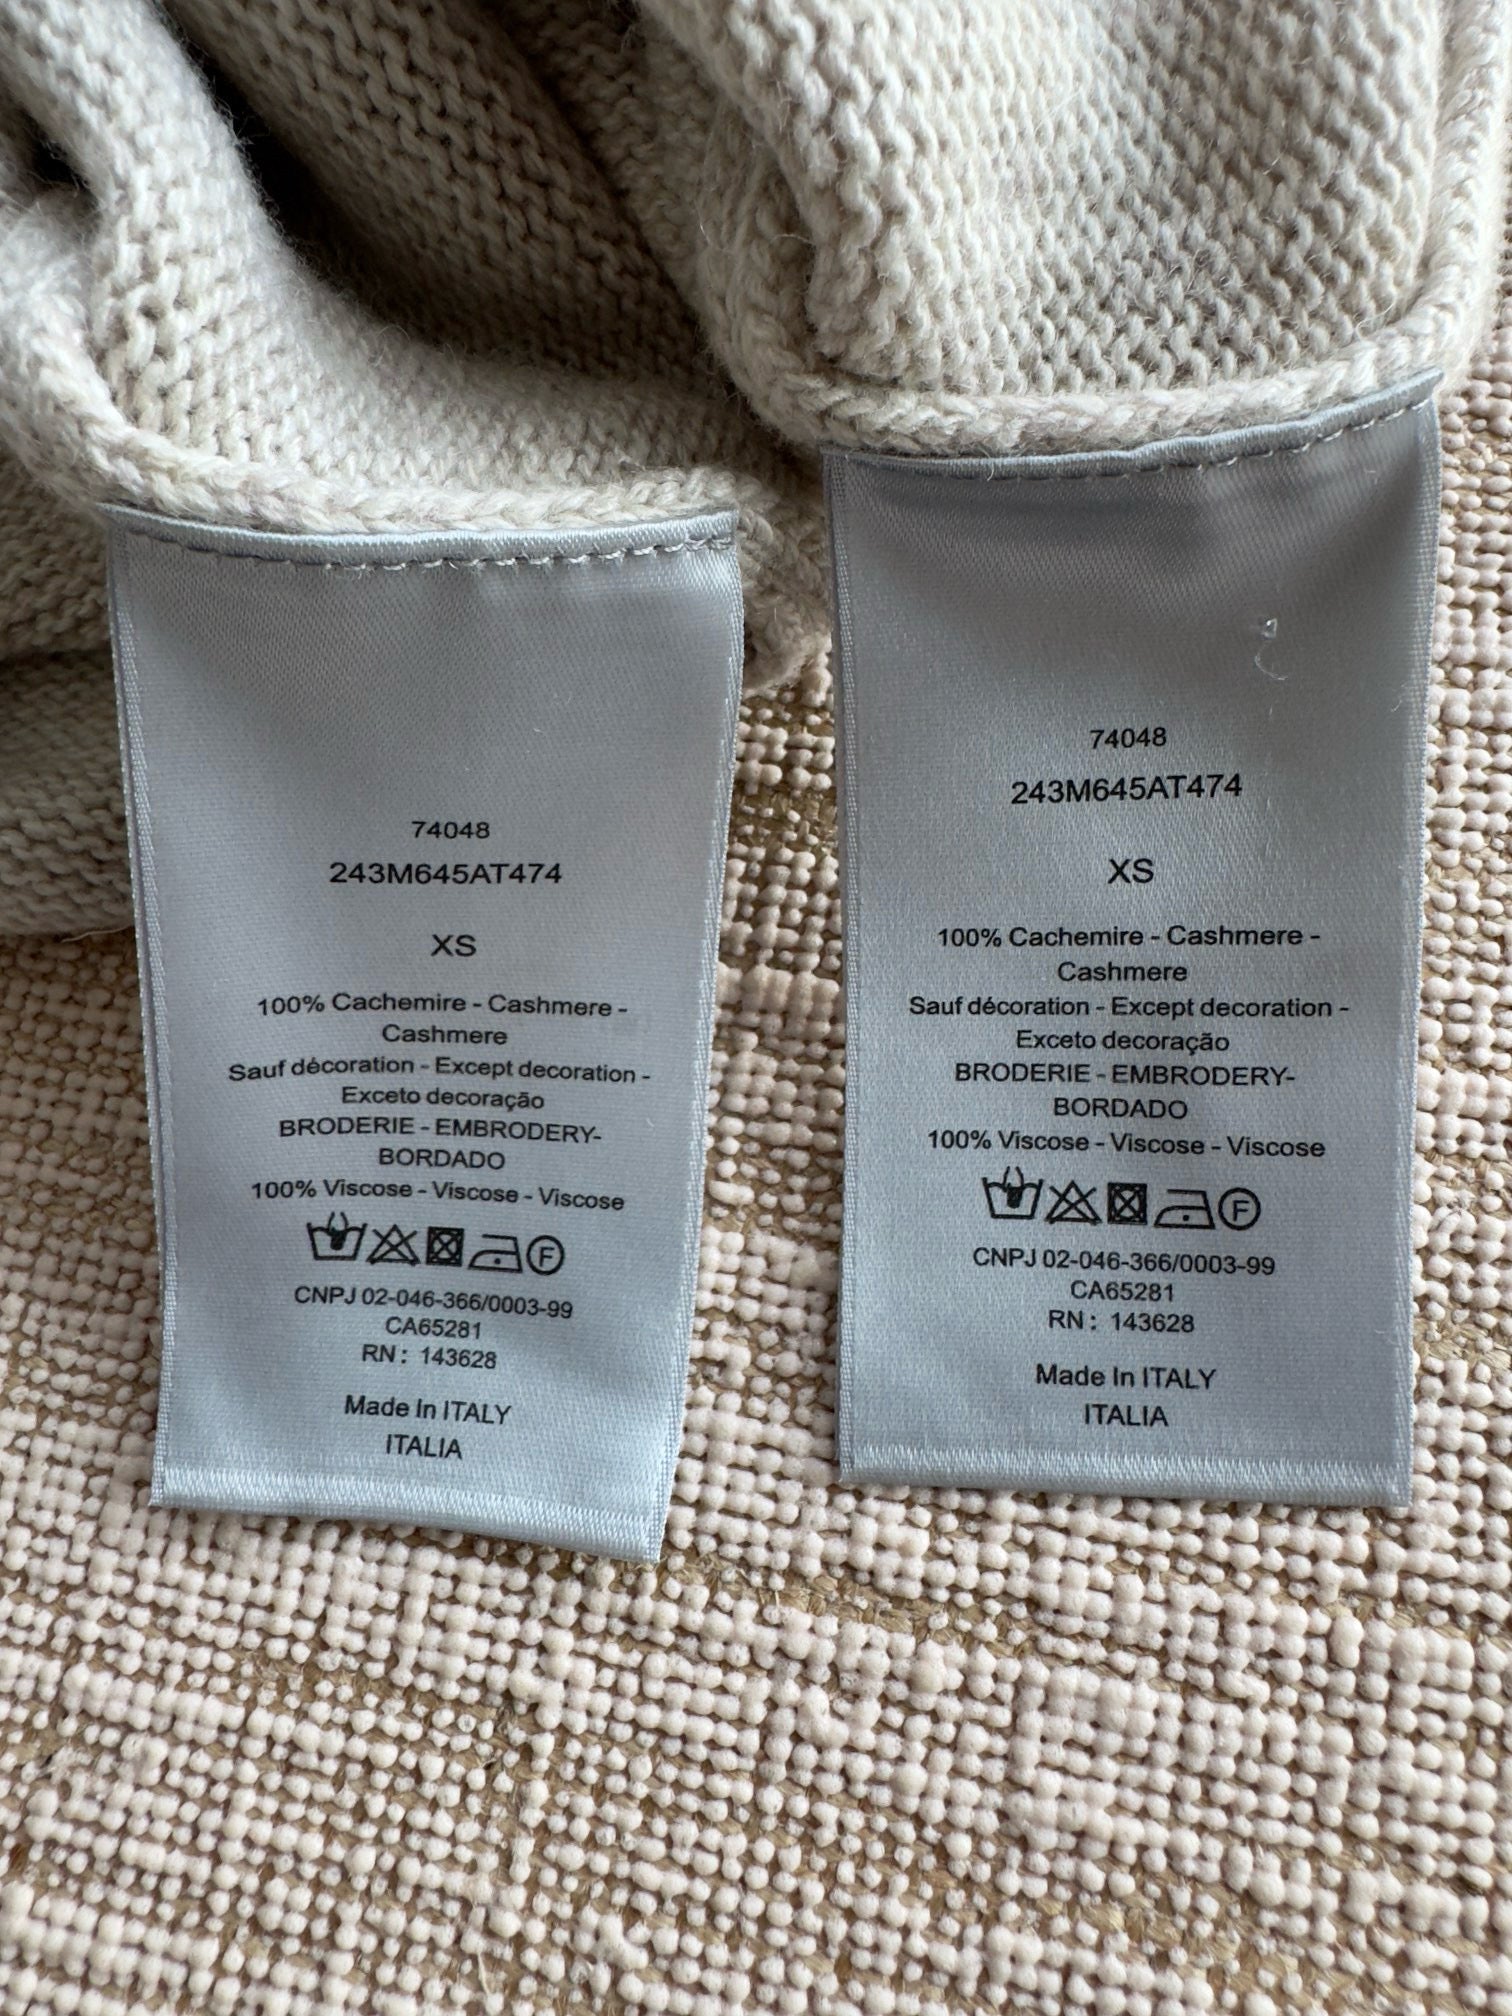 74048
243M645AT474
XS
100% Cachemire - Cashmere -
Cashmere
Sauf décoration - Except decoration -
Exceto decoração
BRODERIE - EMBRODERY-
BORDADO
100% Viscose - Viscose - Viscose
F
CNPJ 02-046-366/0003-99
CA65281
RN : 143628
Made In ITALY
ITALIA
74048
243M645AT474
XS
100% Cachemire - Cashmere -
Cashmere
Sauf décoration - Except decoration -
Exceto decoração
BRODERIE - EMBRODERY-
BORDADO
100% Viscose - Viscose - Viscose
F
CNPJ 02-046-366/0003-99
CA65281
RN : 143628
Made In ITALY
ITALIA